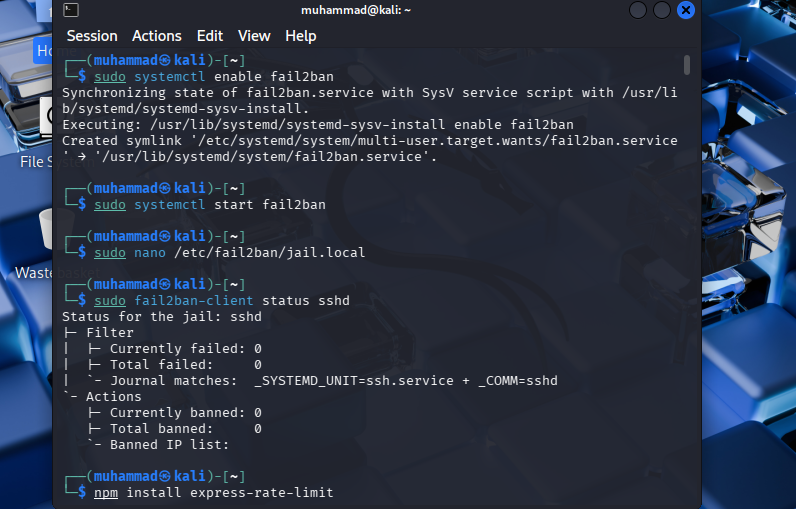 muhammad@kali: ~
Session Actions Edit View Help
┌──(muhammad㉿kali)-[~]
└─$ sudo systemctl enable fail2ban
Synchronizing state of fail2ban.service with SysV service script with /usr/li
b/systemd/systemd-sysv-install.
Executing: /usr/lib/systemd/systemd-sysv-install enable fail2ban
Created symlink '/etc/systemd/system/multi-user.target.wants/fail2ban.service
' → '/usr/lib/systemd/system/fail2ban.service'.
┌──(muhammad㉿kali)-[~]
└─$ sudo systemctl start fail2ban
┌──(muhammad㉿kali)-[~]
└─$ sudo nano /etc/fail2ban/jail.local
┌──(muhammad㉿kali)-[~]
└─$ sudo fail2ban-client status sshd
Status for the jail: sshd
├─ Filter
│  ├─ Currently failed: 0
│  ├─ Total failed:     0
│  `- Journal matches:  _SYSTEMD_UNIT=ssh.service + _COMM=sshd
`- Actions
   ├─ Currently banned: 0
   ├─ Total banned:     0
   `- Banned IP list:
┌──(muhammad㉿kali)-[~]
└─$ npm install express-rate-limit
File S